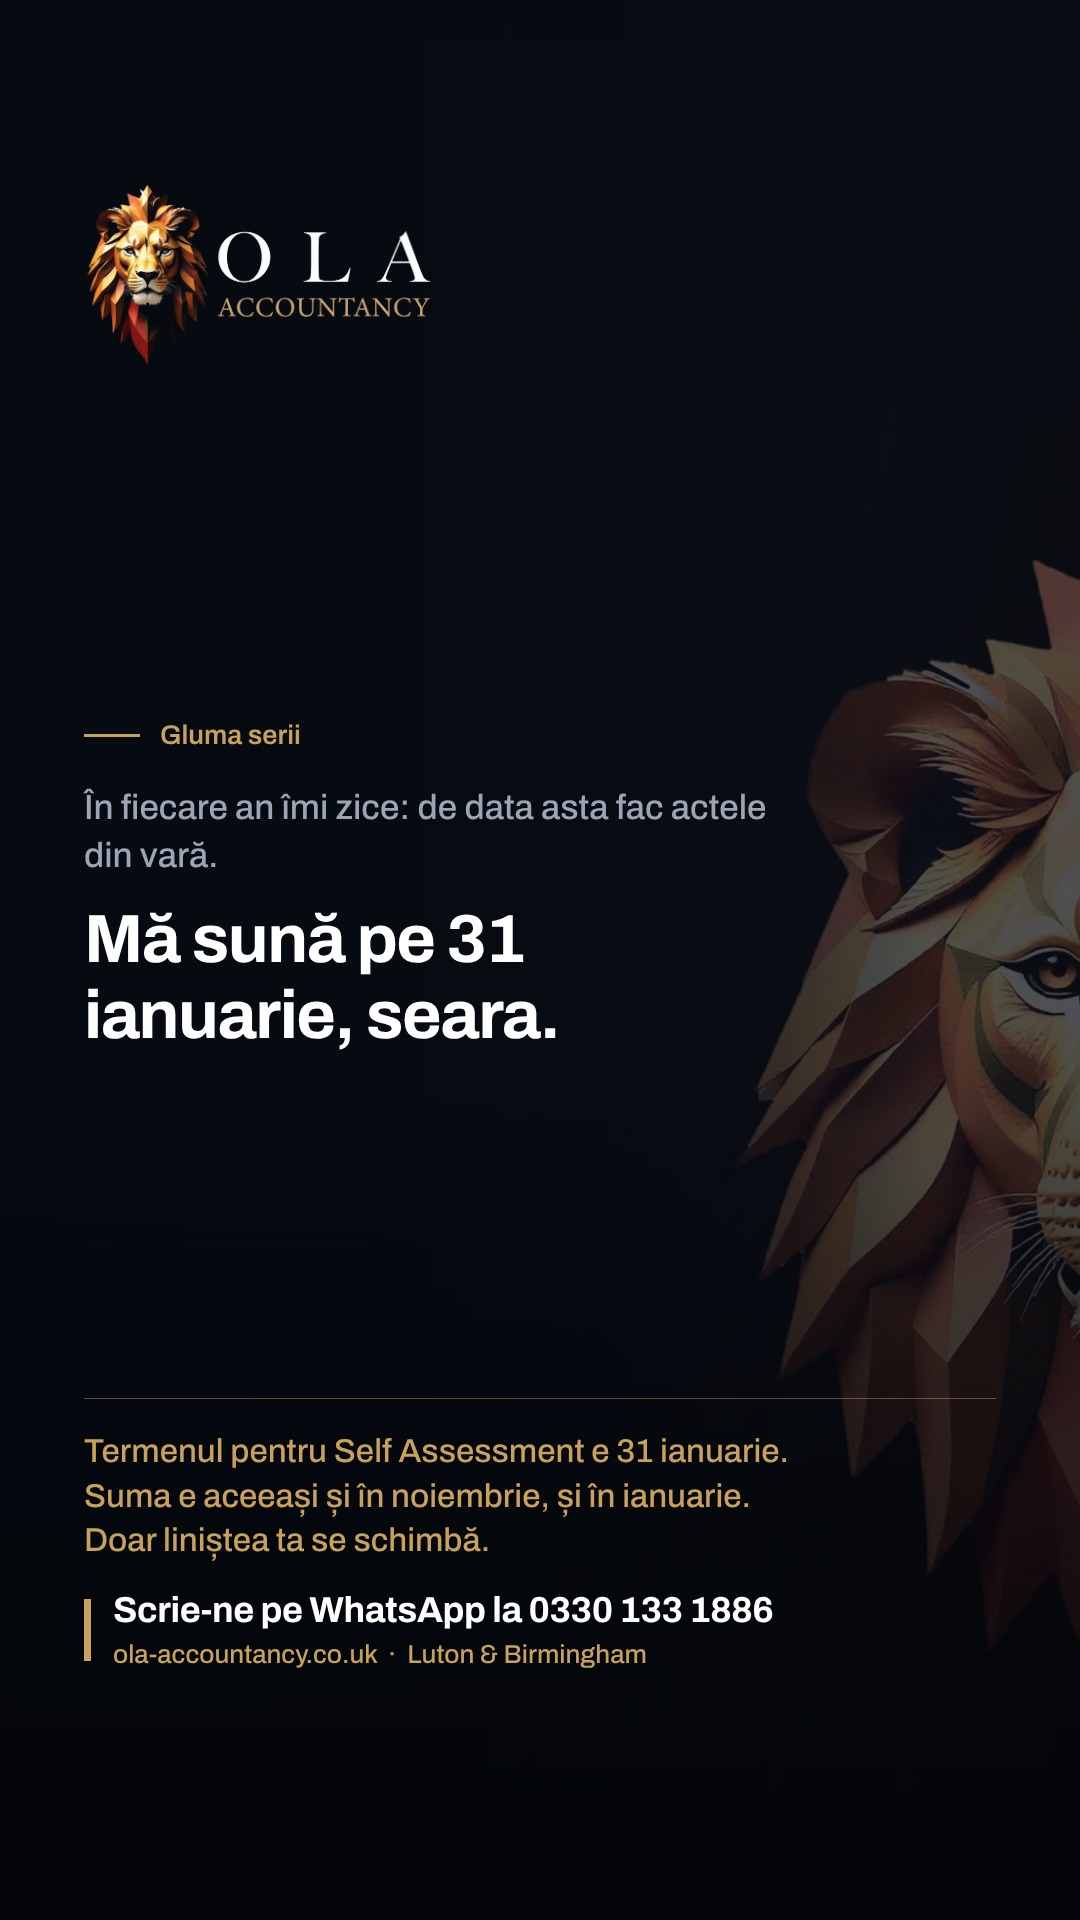 OLA
ACCOUNTANCY
Gluma serii
În fiecare an îmi zice: de data asta fac actele
din vară.
Mă sună pe 31
ianuarie, seara.
Termenul pentru Self Assessment e 31 ianuarie.
Suma e aceeași și în noiembrie, și în ianuarie.
Doar liniștea ta se schimbă.
Scrie-ne pe WhatsApp la 0330 133 1886
ola-accountancy.co.uk · Luton & Birmingham